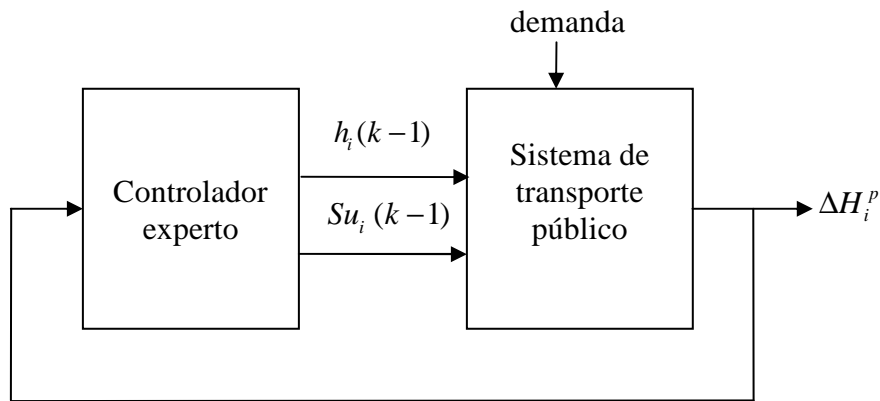 demanda
h_i(k−1)
Controlador
experto
Su_i (k−1)
Sistema de
transporte
público
ΔH_i^p